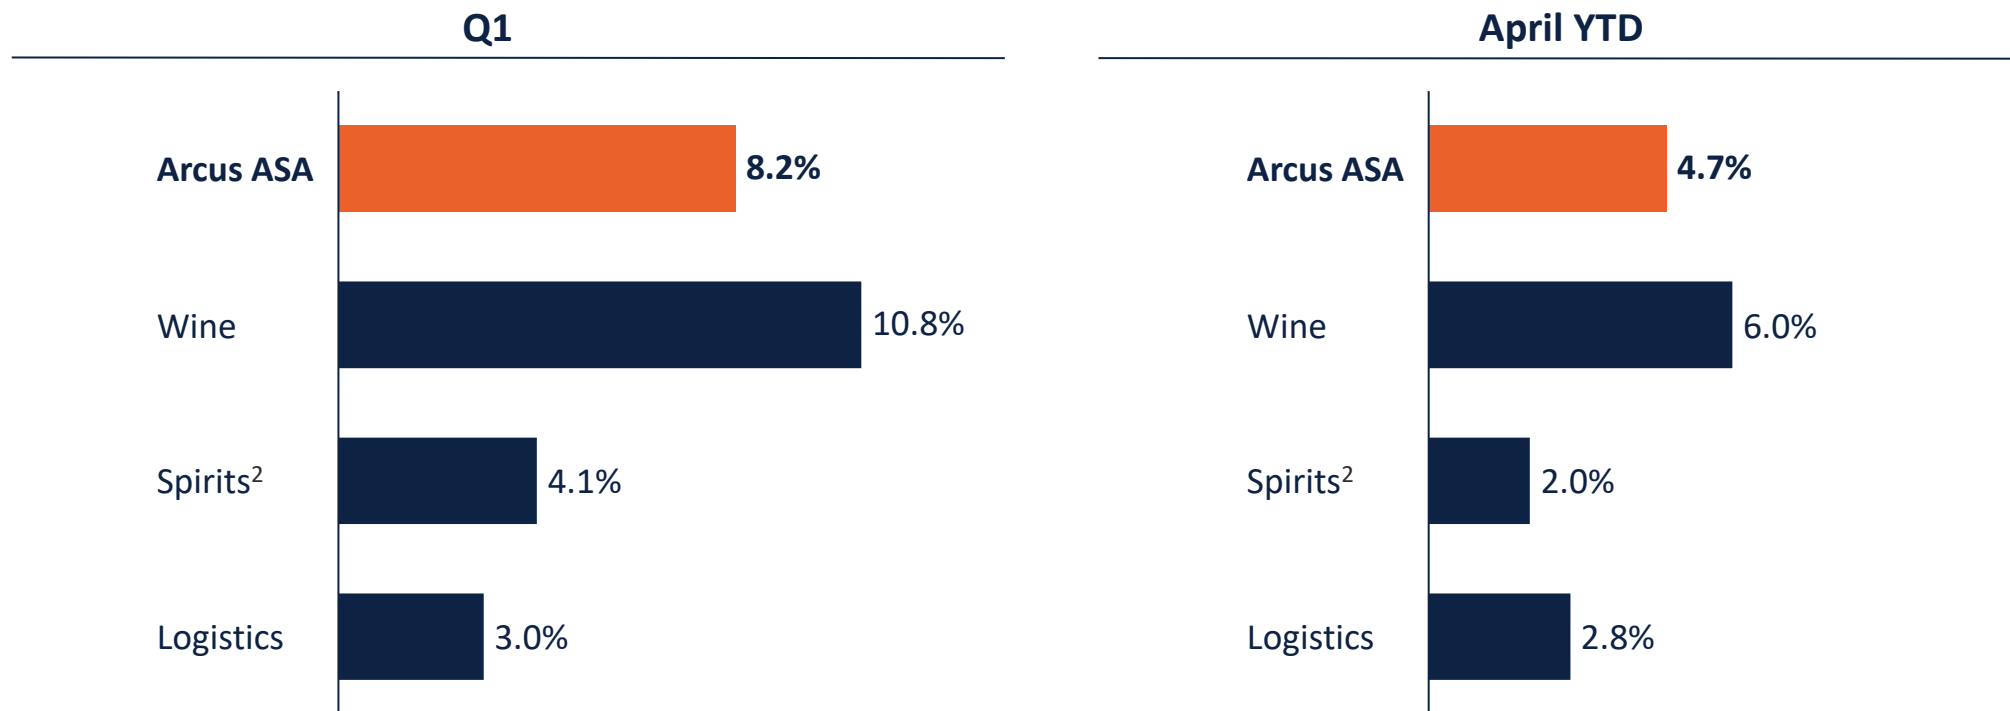 Q1
Arcus ASA 8.2%
Wine 10.8%
Spirits2 4.1%
Logistics 3.0%
April YTD
Arcus ASA 4.7%
Wine 6.0%
Spirits2 2.0%
Logistics 2.8%